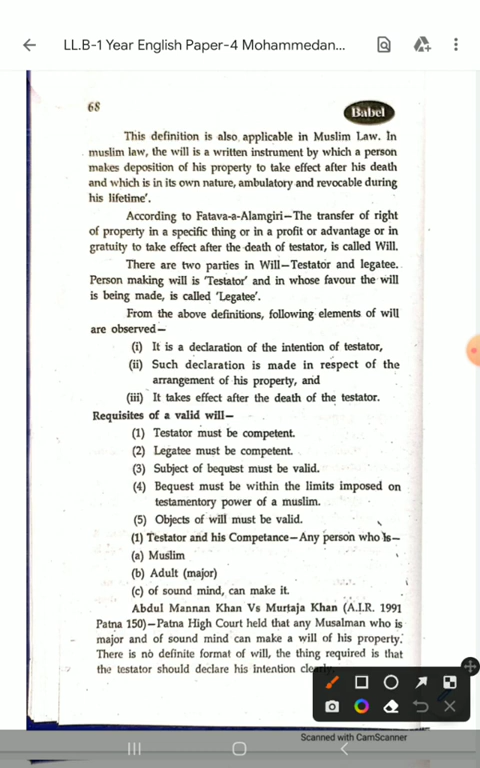 LL.B-1 Year English Paper-4 Mohammedan...
68
Babel
This definition is also applicable in Muslim Law. In
muslim law, the will is a written instrument by which a person
makes deposition of his property to take effect after his death
and which is in its own nature, ambulatory and revocable during
his lifetime'.
According to Fatava-a-Alamgiri—The transfer of right
of property in a specific thing or in a profit or advantage or in
gratuity to take effect after the death of testator, is called Will.
There are two parties in Will—Testator and legatee.
Person making will is 'Testator' and in whose favour the will
is being made, is called 'Legatee'.
From the above definitions, following elements of will
are observed—
(i) It is a declaration of the intention of testator,
(ii) Such declaration is made in respect of the
arrangement of his property, and
(iii) It takes effect after the death of the testator.
Requisites of a valid will—
(1) Testator must be competent.
(2) Legatee must be competent.
(3) Subject of bequest must be valid.
(4) Bequest must be within the limits imposed on
testamentory power of a muslim.
(5) Objects of will must be valid.
(1) Testator and his Competance—Any person who is—
(a) Muslim
(b) Adult (major)
(c) of sound mind, can make it.
Abdul Mannan Khan Vs Murtaja Khan (A.I.R. 1991
Patna 150)—Patna High Court held that any Musalman who is
major and of sound mind can make a will of his property.
There is no definite format of will, the thing required is that
the testator should declare his intention
Scanned with CamScanner